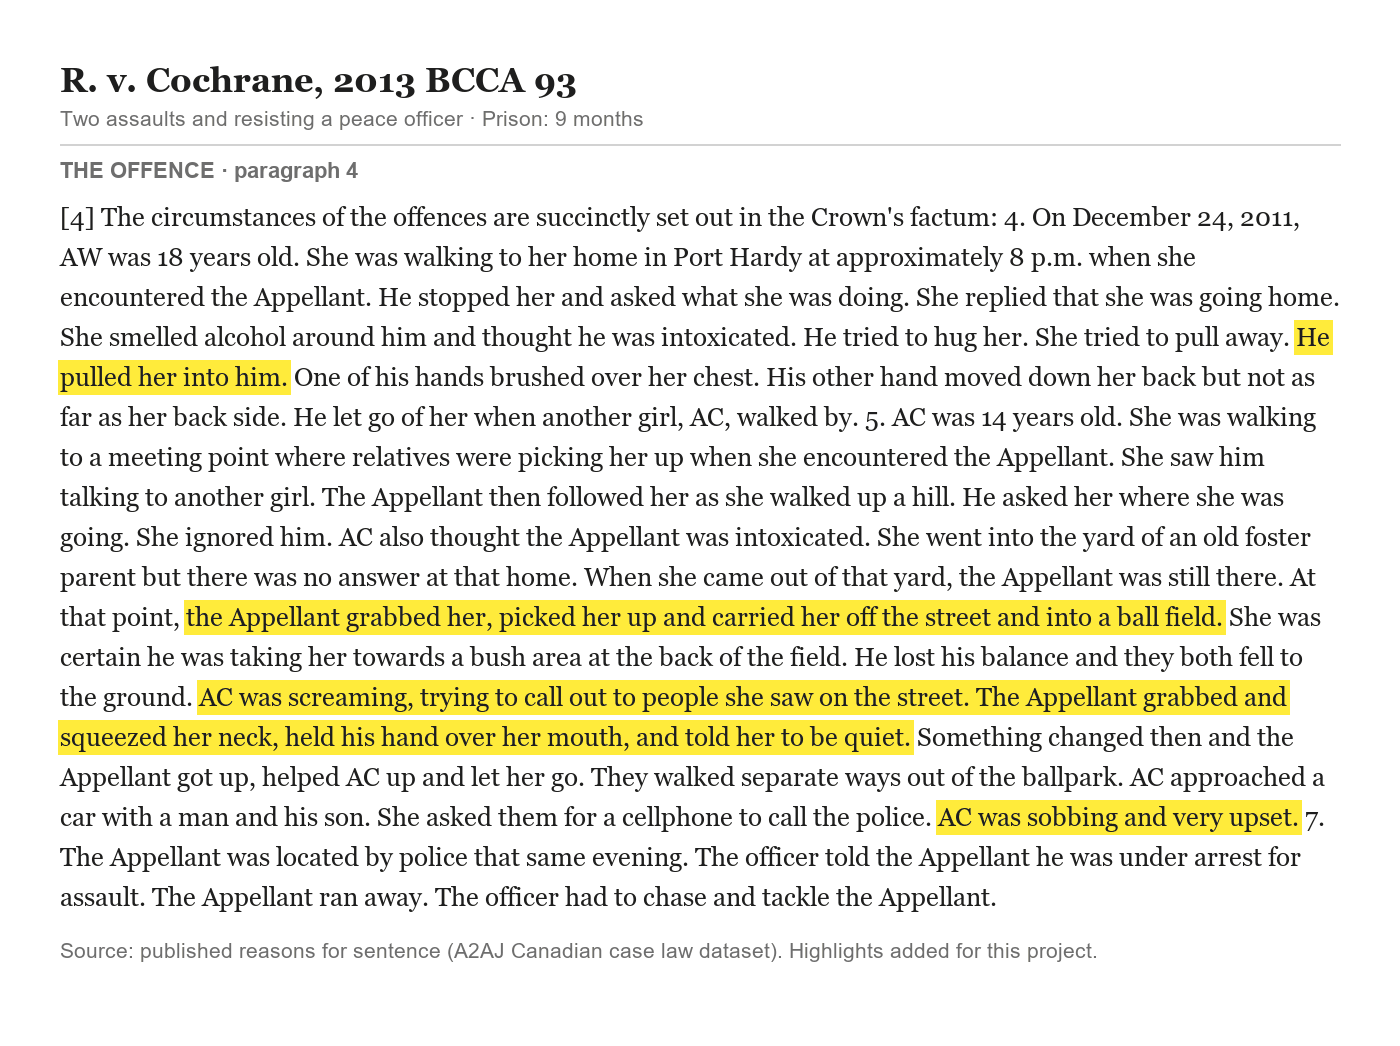 R. v. Cochrane, 2013 BCCA 93
Two assaults and resisting a peace officer · Prison: 9 months
THE OFFENCE · paragraph 4
[4] The circumstances of the offences are succinctly set out in the Crown's factum: 4. On December 24, 2011,
AW was 18 years old. She was walking to her home in Port Hardy at approximately 8 p.m. when she
encountered the Appellant. He stopped her and asked what she was doing. She replied that she was going home.
She smelled alcohol around him and thought he was intoxicated. He tried to hug her. She tried to pull away. He
pulled her into him. One of his hands brushed over her chest. His other hand moved down her back but not as
far as her back side. He let go of her when another girl, AC, walked by. 5. AC was 14 years old. She was walking
to a meeting point where relatives were picking her up when she encountered the Appellant. She saw him
talking to another girl. The Appellant then followed her as she walked up a hill. He asked her where she was
going. She ignored him. AC also thought the Appellant was intoxicated. She went into the yard of an old foster
parent but there was no answer at that home. When she came out of that yard, the Appellant was still there. At
that point, the Appellant grabbed her, picked her up and carried her off the street and into a ball field. She was
certain he was taking her towards a bush area at the back of the field. He lost his balance and they both fell to
the ground. AC was screaming, trying to call out to people she saw on the street. The Appellant grabbed and
squeezed her neck, held his hand over her mouth, and told her to be quiet. Something changed then and the
Appellant got up, helped AC up and let her go. They walked separate ways out of the ballpark. AC approached a
car with a man and his son. She asked them for a cellphone to call the police. AC was sobbing and very upset. 7.
The Appellant was located by police that same evening. The officer told the Appellant he was under arrest for
assault. The Appellant ran away. The officer had to chase and tackle the Appellant.
Source: published reasons for sentence (A2AJ Canadian case law dataset). Highlights added for this project.